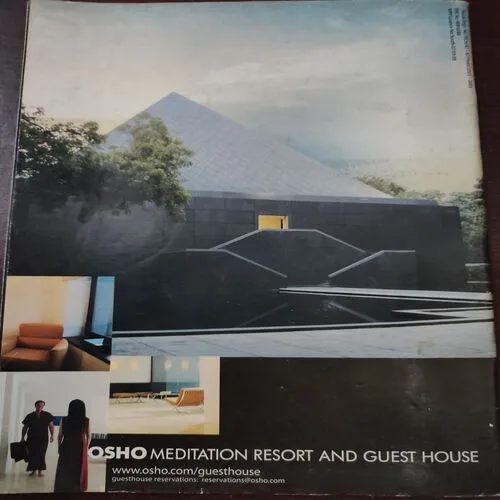 OSHO MEDITATION RESORT AND GUEST HOUSE
www.osho.com/guesthouse
guesthouse reservations: reservations@osho.com